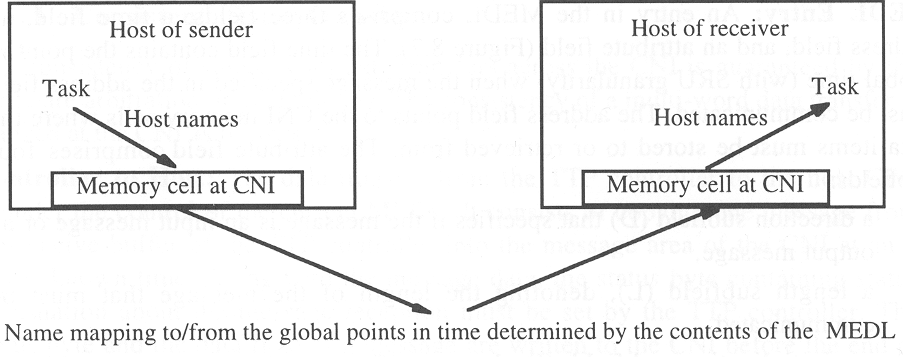 Host of sender
Task
Host names
Memory cell at CNI
Host of receiver
Task
Host names
Memory cell at CNI
Name mapping to/from the global points in time determined by the contents of the MEDL